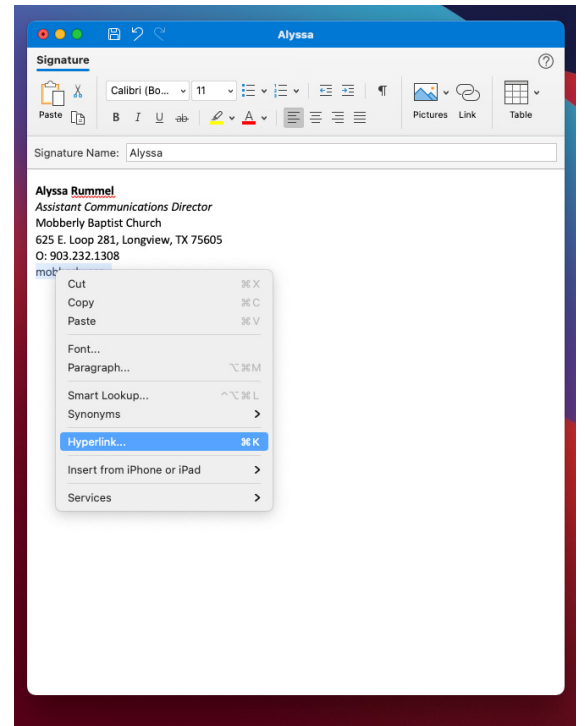 Alyssa
Signature
Calibri (Bo... 11
Paste B I U ab A Pictures Link Table
Signature Name: Alyssa
Alyssa Rummel
Assistant Communications Director
Mobberly Baptist Church
625 E. Loop 281, Longview, TX 75605
O: 903.232.1308
Cut ⌘X
Copy ⌘C
Paste ⌘V
Font...
Paragraph... ⌥⌘M
Smart Lookup... ^⌥⌘L
Synonyms
Hyperlink... ⌘K
Insert from iPhone or iPad
Services